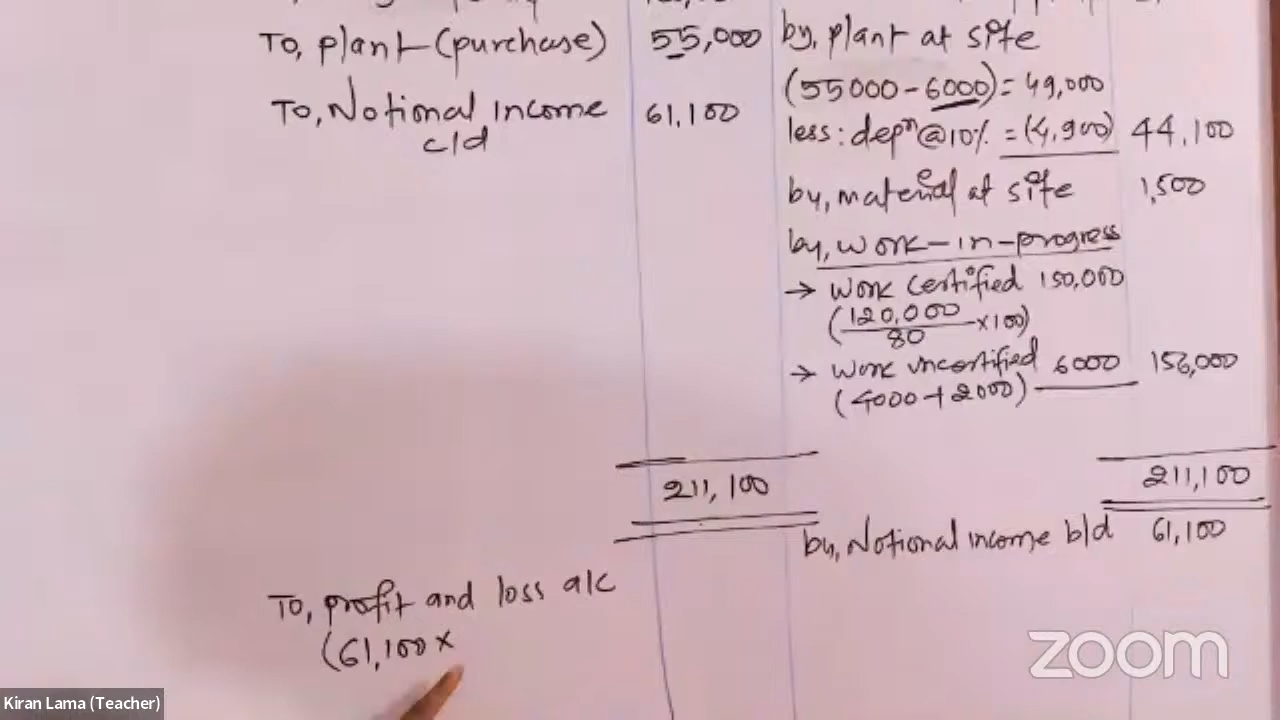 To, plant (purchase) 55,000 by, plant at site
(55000-6000) = 49,000
To, Notional income 61,100
c/d
less: depn @10% = (4,900) 44,100
by, material at site 1,500
by, work-in-progress
→ Work Certified 150,000
(120,000/80 ×100)
→ Work uncertified 6000 156,000
(4000+2000)
211,100 211,100
by, Notional income b/d 61,100
To, profit and loss a/c
(61,100 ×
zoom
Kiran Lama (Teacher)